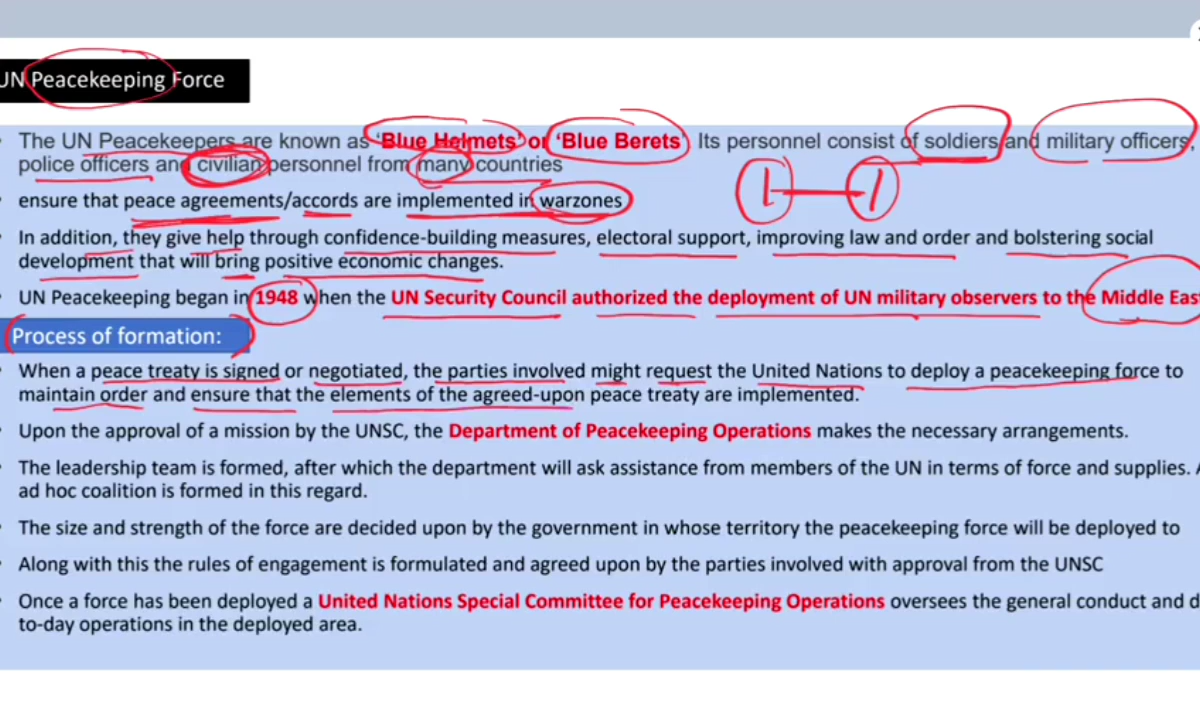 UN Peacekeeping Force
The UN Peacekeepers are known as ‘Blue Helmets’ or ‘Blue Berets’ Its personnel consist of soldiers and military officers,
police officers and civilian personnel from many countries
ensure that peace agreements/accords are implemented in warzones
In addition, they give help through confidence-building measures, electoral support, improving law and order and bolstering social
development that will bring positive economic changes.
UN Peacekeeping began in 1948 when the UN Security Council authorized the deployment of UN military observers to the Middle East
Process of formation:
When a peace treaty is signed or negotiated, the parties involved might request the United Nations to deploy a peacekeeping force to
maintain order and ensure that the elements of the agreed-upon peace treaty are implemented.
Upon the approval of a mission by the UNSC, the Department of Peacekeeping Operations makes the necessary arrangements.
The leadership team is formed, after which the department will ask assistance from members of the UN in terms of force and supplies.
ad hoc coalition is formed in this regard.
The size and strength of the force are decided upon by the government in whose territory the peacekeeping force will be deployed to
Along with this the rules of engagement is formulated and agreed upon by the parties involved with approval from the UNSC
Once a force has been deployed a United Nations Special Committee for Peacekeeping Operations oversees the general conduct and
to-day operations in the deployed area.